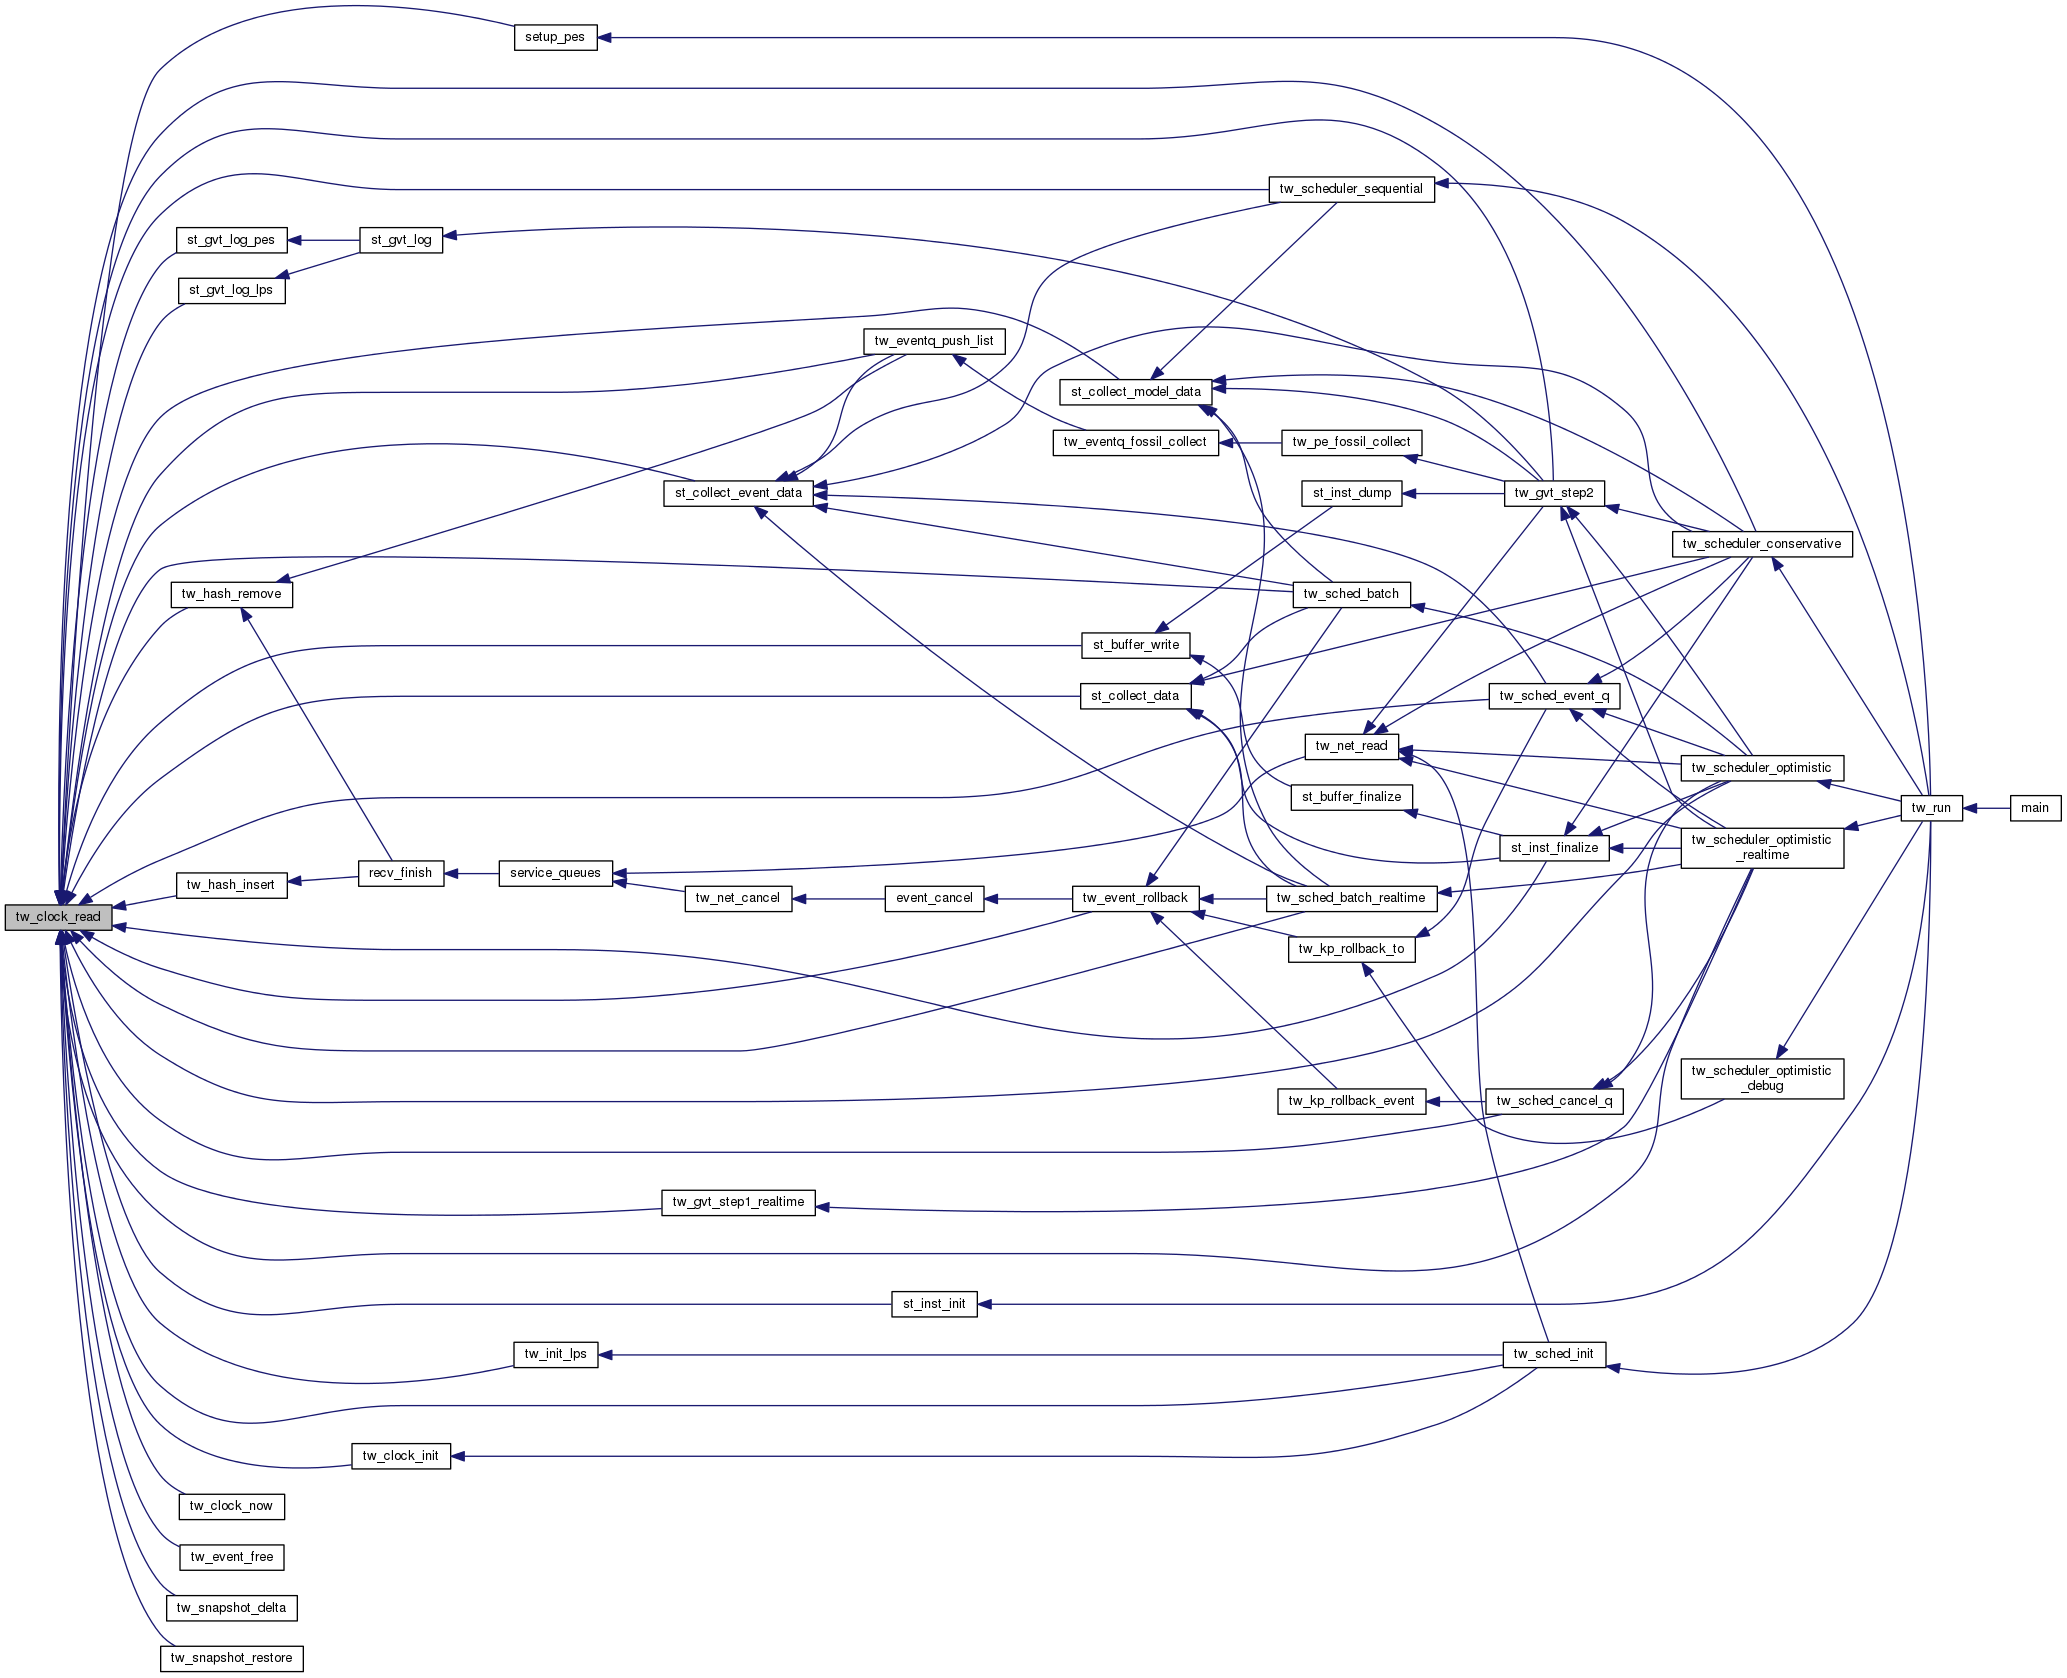 setup_pes
tw_scheduler_sequential
st_gvt_log_pes
st_gvt_log
st_gvt_log_lps
tw_eventq_push_list
st_collect_model_data
tw_eventq_fossil_collect
tw_pe_fossil_collect
st_collect_event_data
st_inst_dump
tw_gvt_step2
tw_scheduler_conservative
tw_hash_remove
tw_sched_batch
st_buffer_write
st_collect_data
tw_sched_event_q
tw_net_read
tw_scheduler_optimistic
st_buffer_finalize
tw_run
main
st_inst_finalize
tw_scheduler_optimistic
_realtime
recv_finish
service_queues
tw_hash_insert
tw_net_cancel
event_cancel
tw_event_rollback
tw_sched_batch_realtime
tw_clock_read
tw_kp_rollback_to
tw_scheduler_optimistic
_debug
tw_kp_rollback_event
tw_sched_cancel_q
tw_gvt_step1_realtime
st_inst_init
tw_init_lps
tw_sched_init
tw_clock_init
tw_clock_now
tw_event_free
tw_snapshot_delta
tw_snapshot_restore